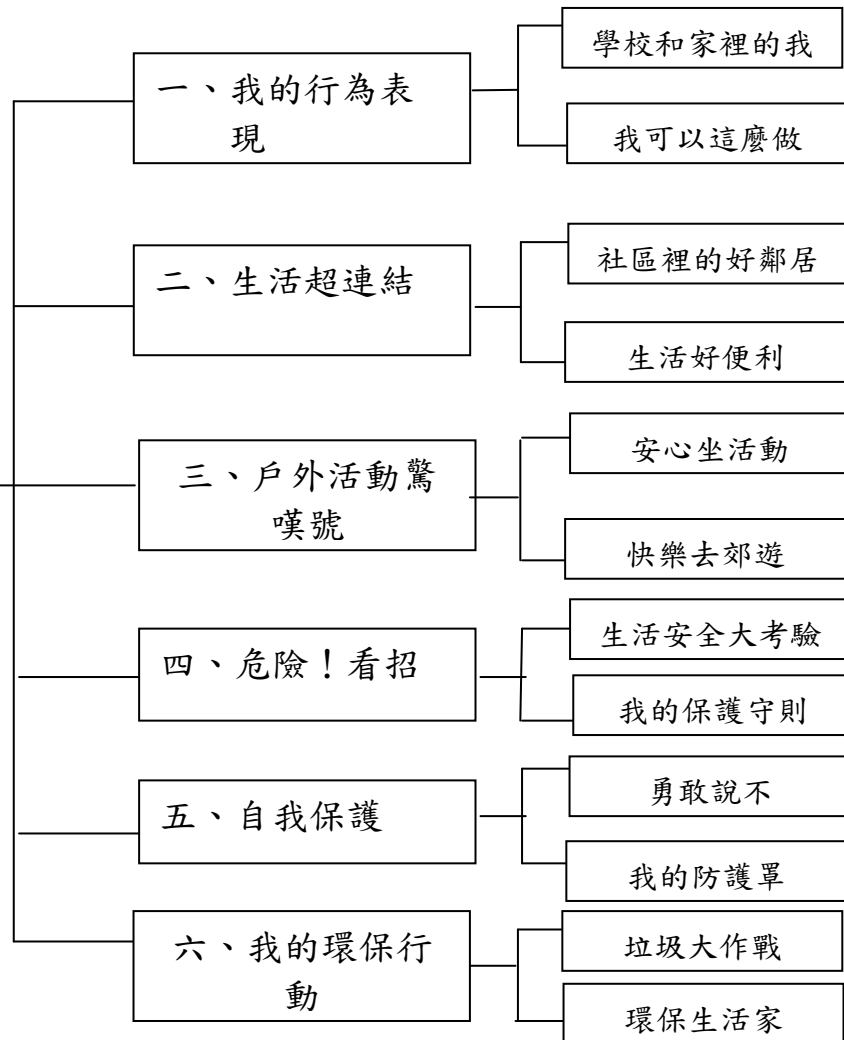 一、我的行為表
現
學校和家裡的我
我可以這麼做
二、生活超連結
社區裡的好鄰居
生活好便利
三、戶外活動驚
嘆號
安心坐活動
快樂去郊遊
四、危險！看招
生活安全大考驗
我的保護守則
五、自我保護
勇敢說不
我的防護罩
六、我的環保行
動
垃圾大作戰
環保生活家